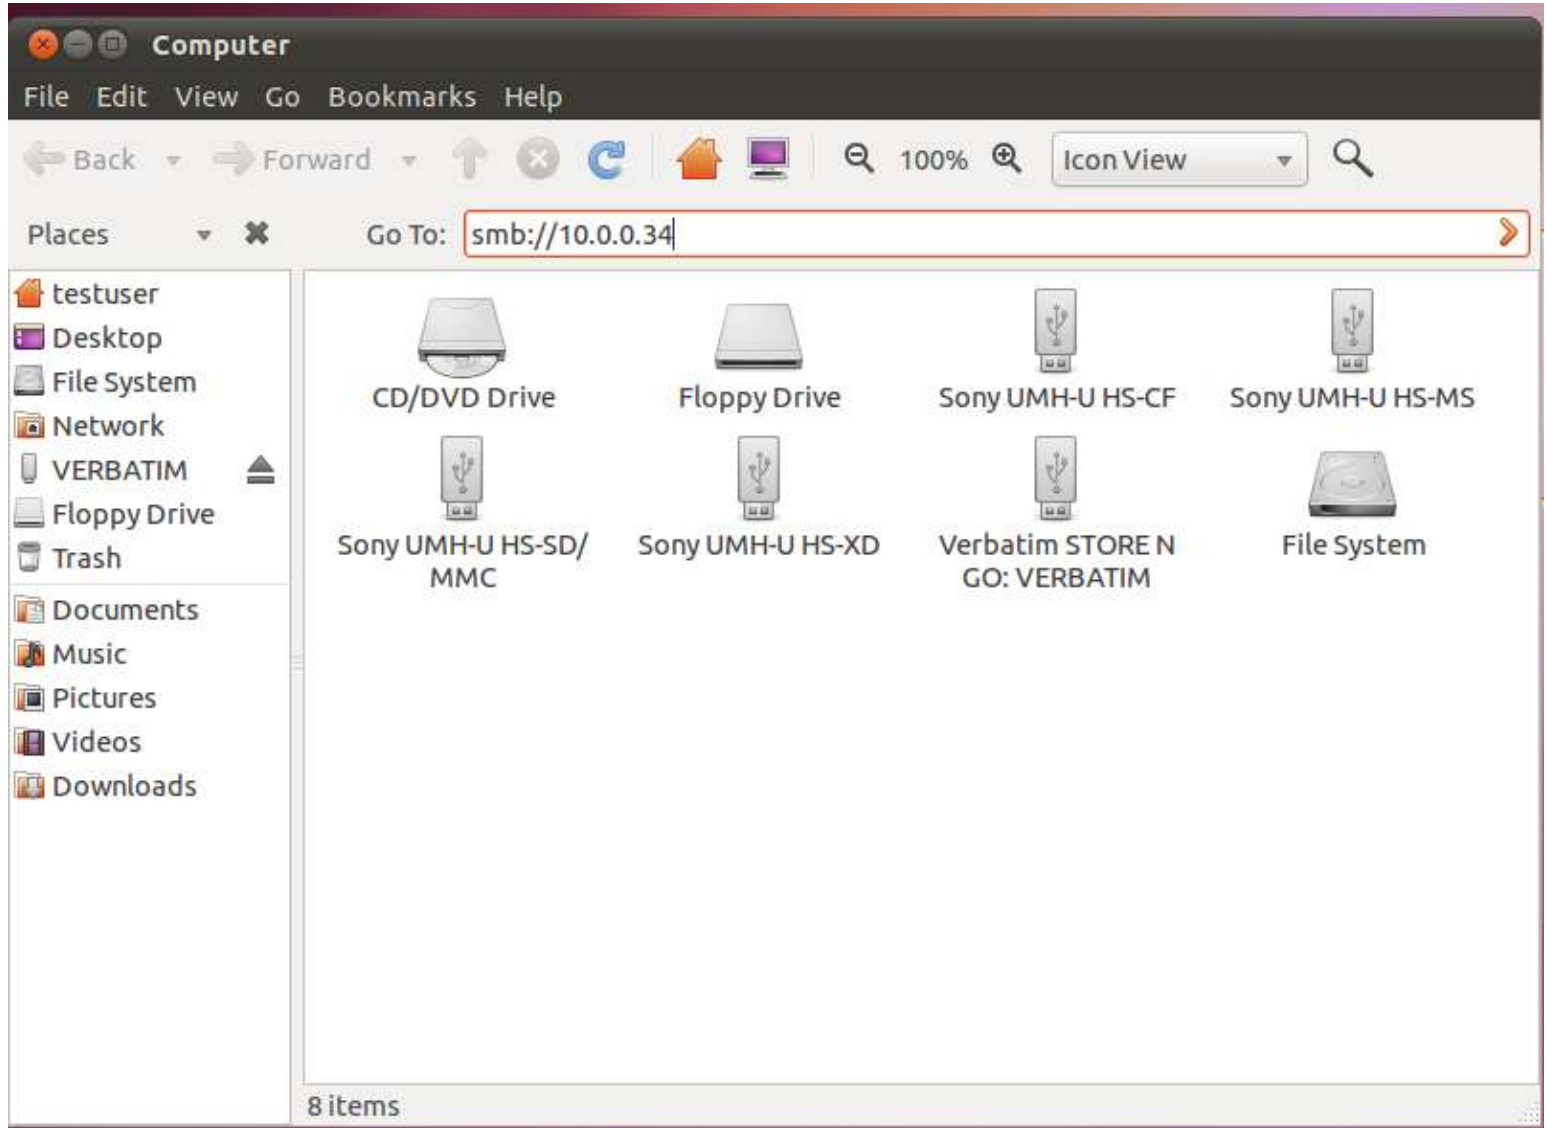 Computer
File Edit View Go Bookmarks Help
Back Forward 100% Icon View
Places Go To: smb://10.0.0.34
testuser
Desktop
File System
Network
VERBATIM
Floppy Drive
Trash
Documents
Music
Pictures
Videos
Downloads
CD/DVD Drive Floppy Drive Sony UMH-U HS-CF Sony UMH-U HS-MS
Sony UMH-U HS-SD/ Sony UMH-U HS-XD Verbatim STORE N File System
MMC GO: VERBATIM
8 items